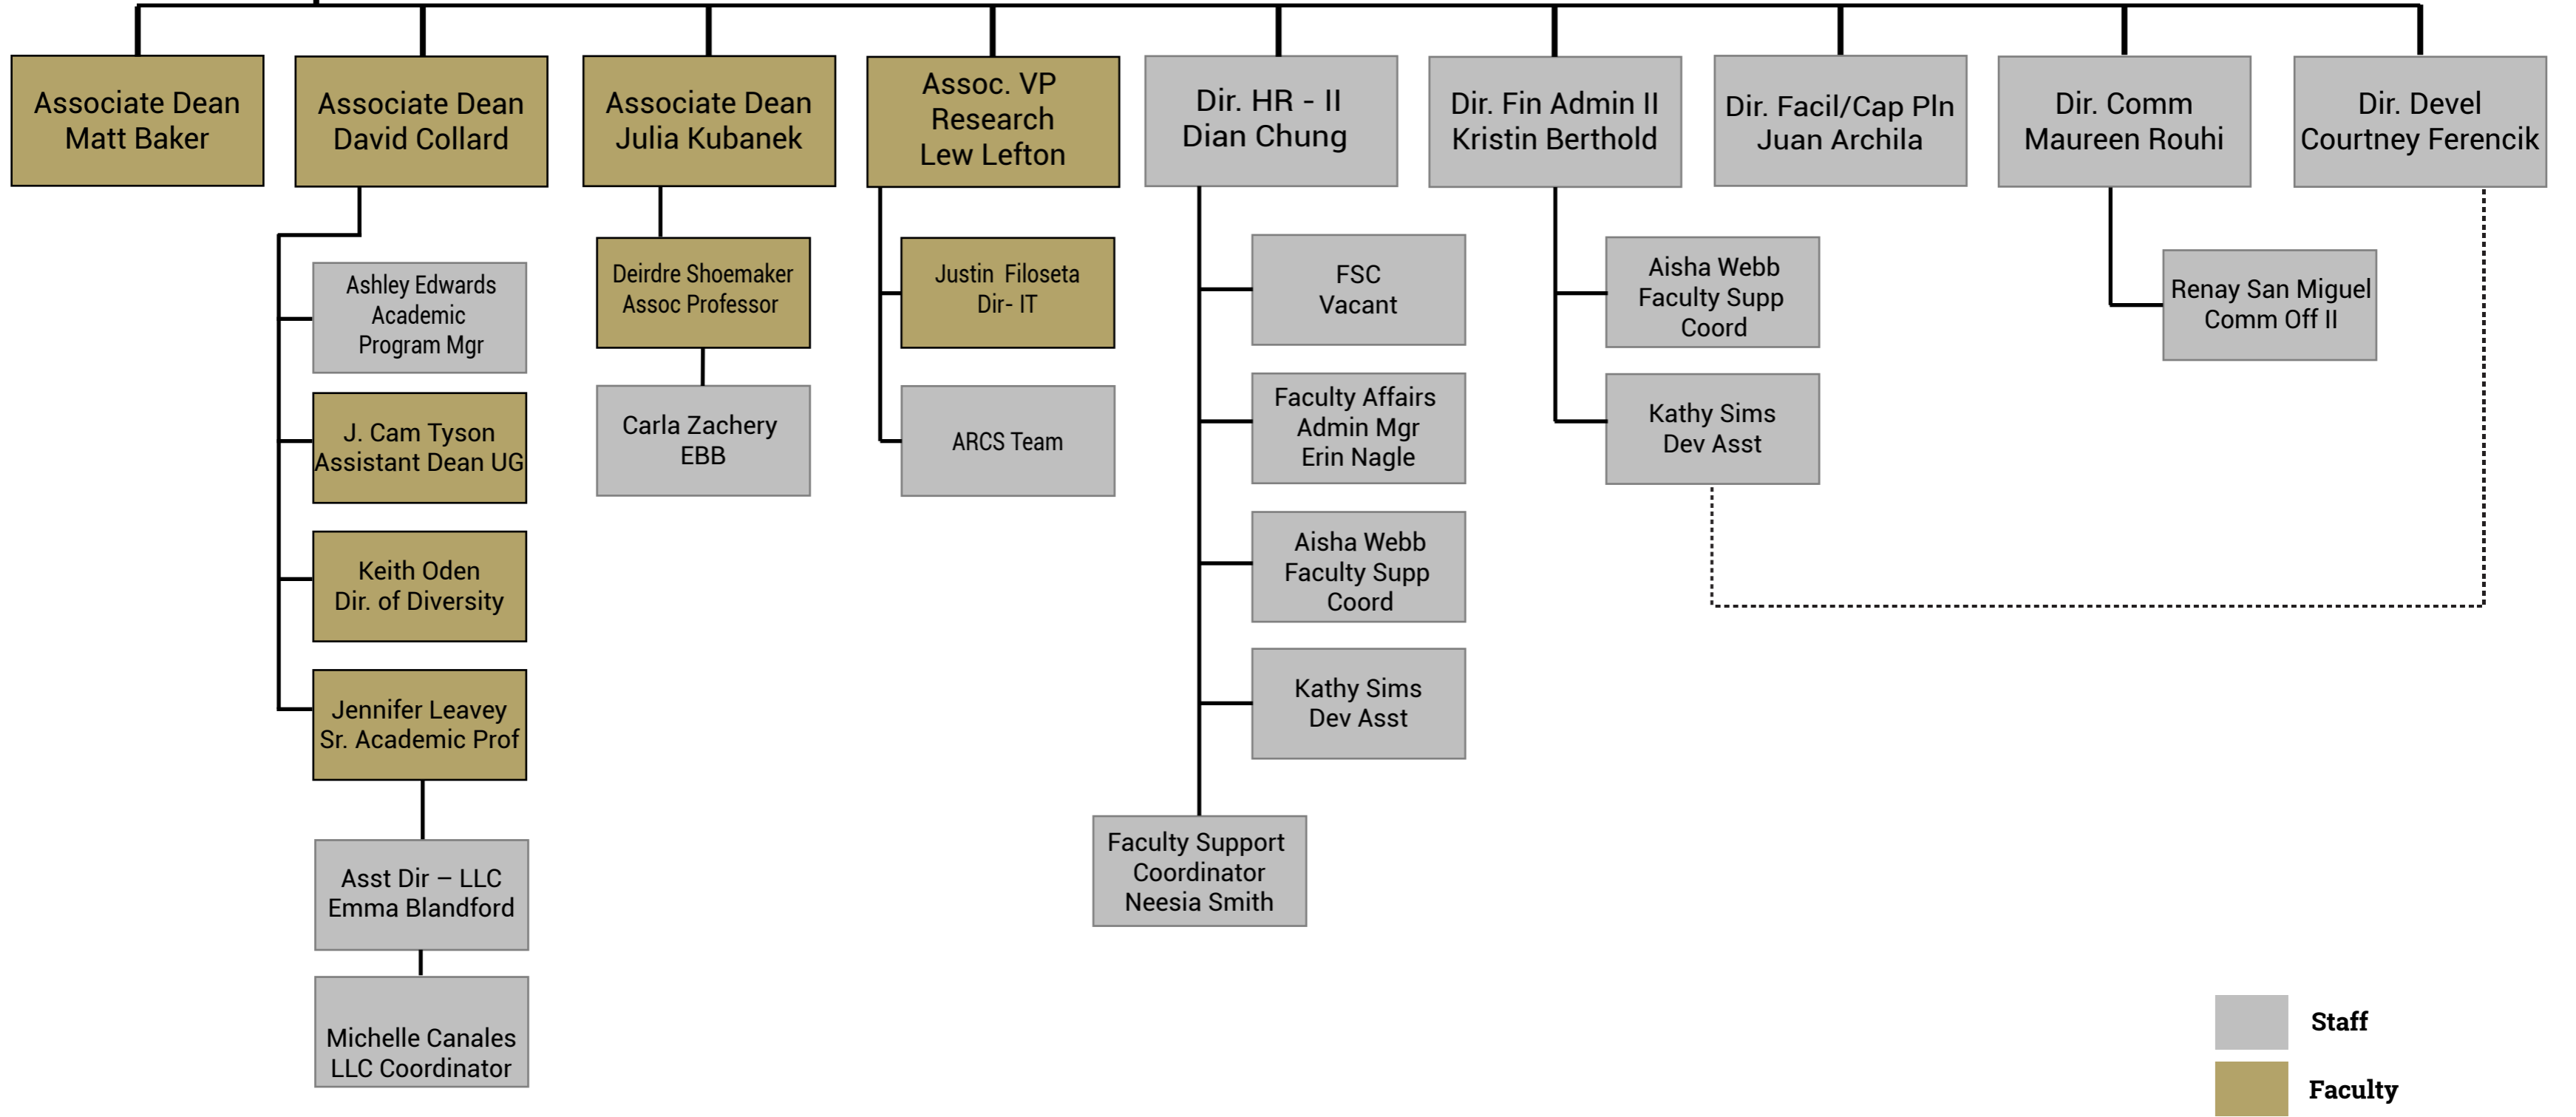 Associate Dean
Matt Baker
Associate Dean
David Collard
Associate Dean
Julia Kubanek
Assoc. VP
Research
Lew Lefton
Dir. HR - II
Dian Chung
Dir. Fin Admin II
Kristin Berthold
Dir. Facil/Cap Pln
Juan Archila
Dir. Comm
Maureen Rouhi
Dir. Devel
Courtney Ferencik
Ashley Edwards
Academic
Program Mgr
J. Cam Tyson
Assistant Dean UG
Keith Oden
Dir. of Diversity
Jennifer Leavey
Sr. Academic Prof
Asst Dir – LLC
Emma Blandford
Michelle Canales
LLC Coordinator
Deirdre Shoemaker
Assoc Professor
Carla Zachery
EBB
Justin Filoseta
Dir- IT
ARCS Team
FSC
Vacant
Faculty Affairs
Admin Mgr
Erin Nagle
Aisha Webb
Faculty Supp
Coord
Kathy Sims
Dev Asst
Faculty Support
Coordinator
Neesia Smith
Aisha Webb
Faculty Supp
Coord
Kathy Sims
Dev Asst
Renay San Miguel
Comm Off II
Staff
Faculty